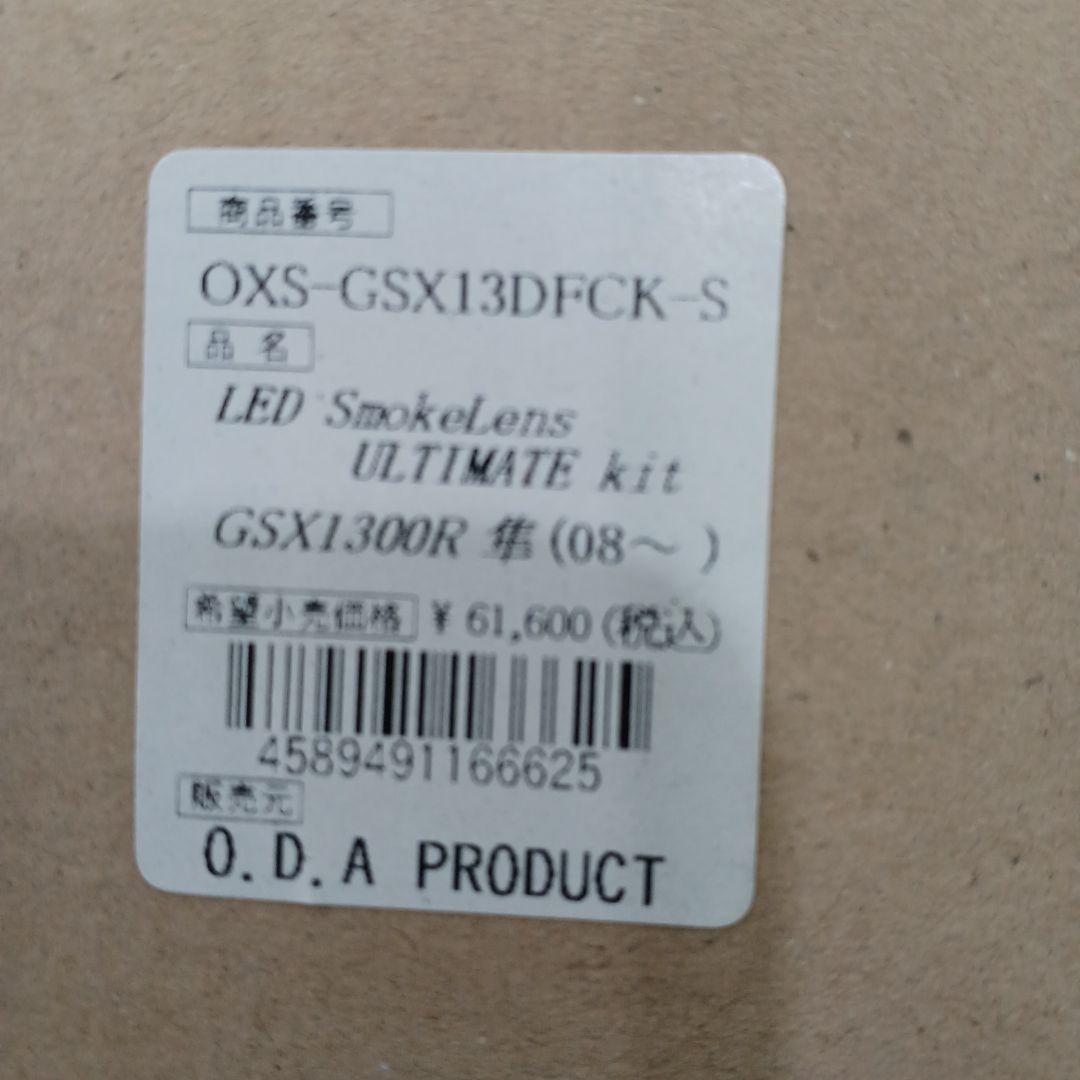 商品番号
OXS-GSX13DFCK-S
品 名
LED SmokeLens
ULTIMATE kit
GSX1300R 隼(08～ )
希望小売価格 ¥ 61,600(税込)
4589491166625
販売元
O.D.A PRODUCT